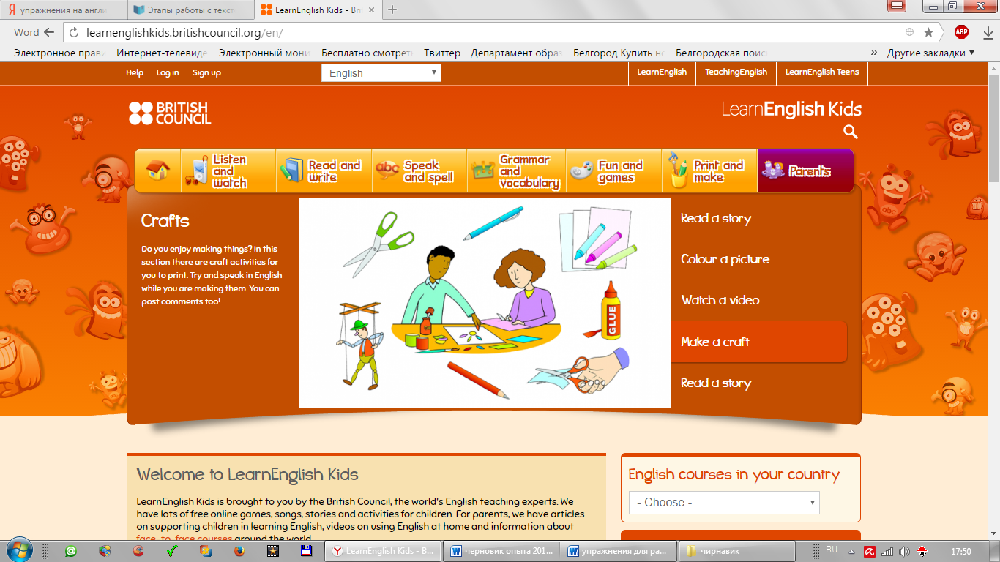 упражнения на англи
Этапы работы с текст
LearnEnglish Kids - Bri
Word
learnenglishkids.britishcouncil.org/en/
ABP
Электронное прави
Интернет-телевиде
Электронный мони
Бесплатно смотрет
Твиттер
Департамент образ
Белгород Купить но
Белгородская поис
»
Другие закладки
Help Log in Sign up
English
LearnEnglish TeachingEnglish LearnEnglish Teens
BRITISH
COUNCIL
LearnEnglish Kids
Listen
and
watch
Read and
write
abc
Speak
and spell
Grammar
and
vocabulary
Fun and
games
Print and
make
Parents
Crafts
Do you enjoy making things? In this
section there are craft activities for
you to print. Try and speak in English
while you are making them. You can
post comments too!
GLUE
Read a story
Colour a picture
Watch a video
Make a craft
Read a story
abc
Welcome to LearnEnglish Kids
LearnEnglish Kids is brought to you by the British Council, the world's English teaching experts. We
have lots of free online games, songs, stories and activities for children. For parents, we have articles
on supporting children in learning English, videos on using English at home and information about
face-to-face courses around the world.
English courses in your country
- Choose -
LearnEnglish Kids - B...
черновик опыта 201...
упражнения для ра...
чирнавик
RU
17:50